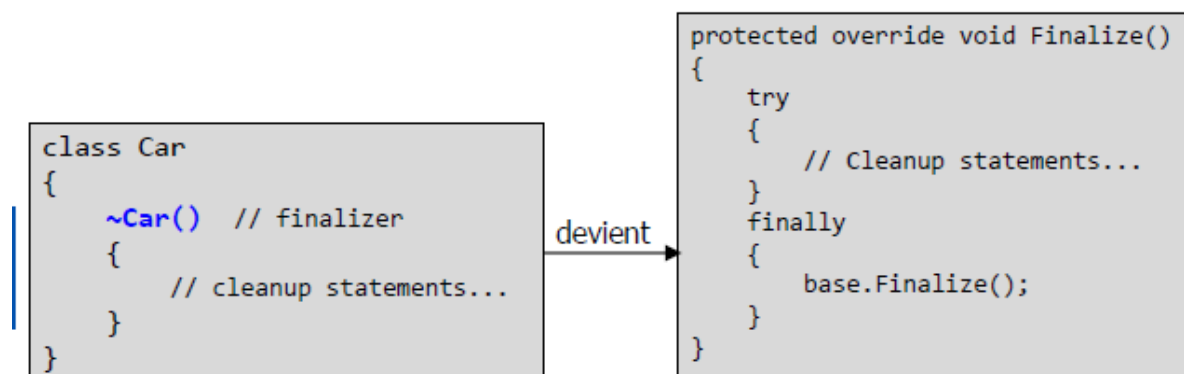 class Car
{
    ~Car()  // finalizer
    {
        // cleanup statements...
    }
}
devient
protected override void Finalize()
{
    try
    {
        // Cleanup statements...
    }
    finally
    {
        base.Finalize();
    }
}